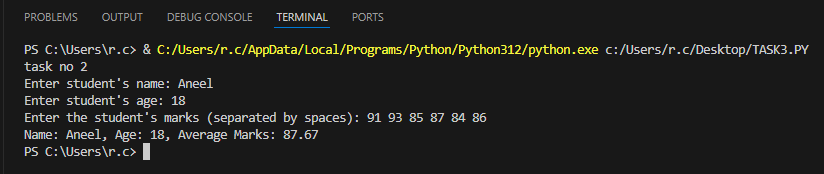 PROBLEMS OUTPUT DEBUG CONSOLE TERMINAL PORTS
PS C:\Users\r.c> & C:/Users/r.c/AppData/Local/Programs/Python/Python312/python.exe c:/Users/r.c/Desktop/TASK3.PY
task no 2
Enter student's name: Aneel
Enter student's age: 18
Enter the student's marks (separated by spaces): 91 93 85 87 84 86
Name: Aneel, Age: 18, Average Marks: 87.67
PS C:\Users\r.c>